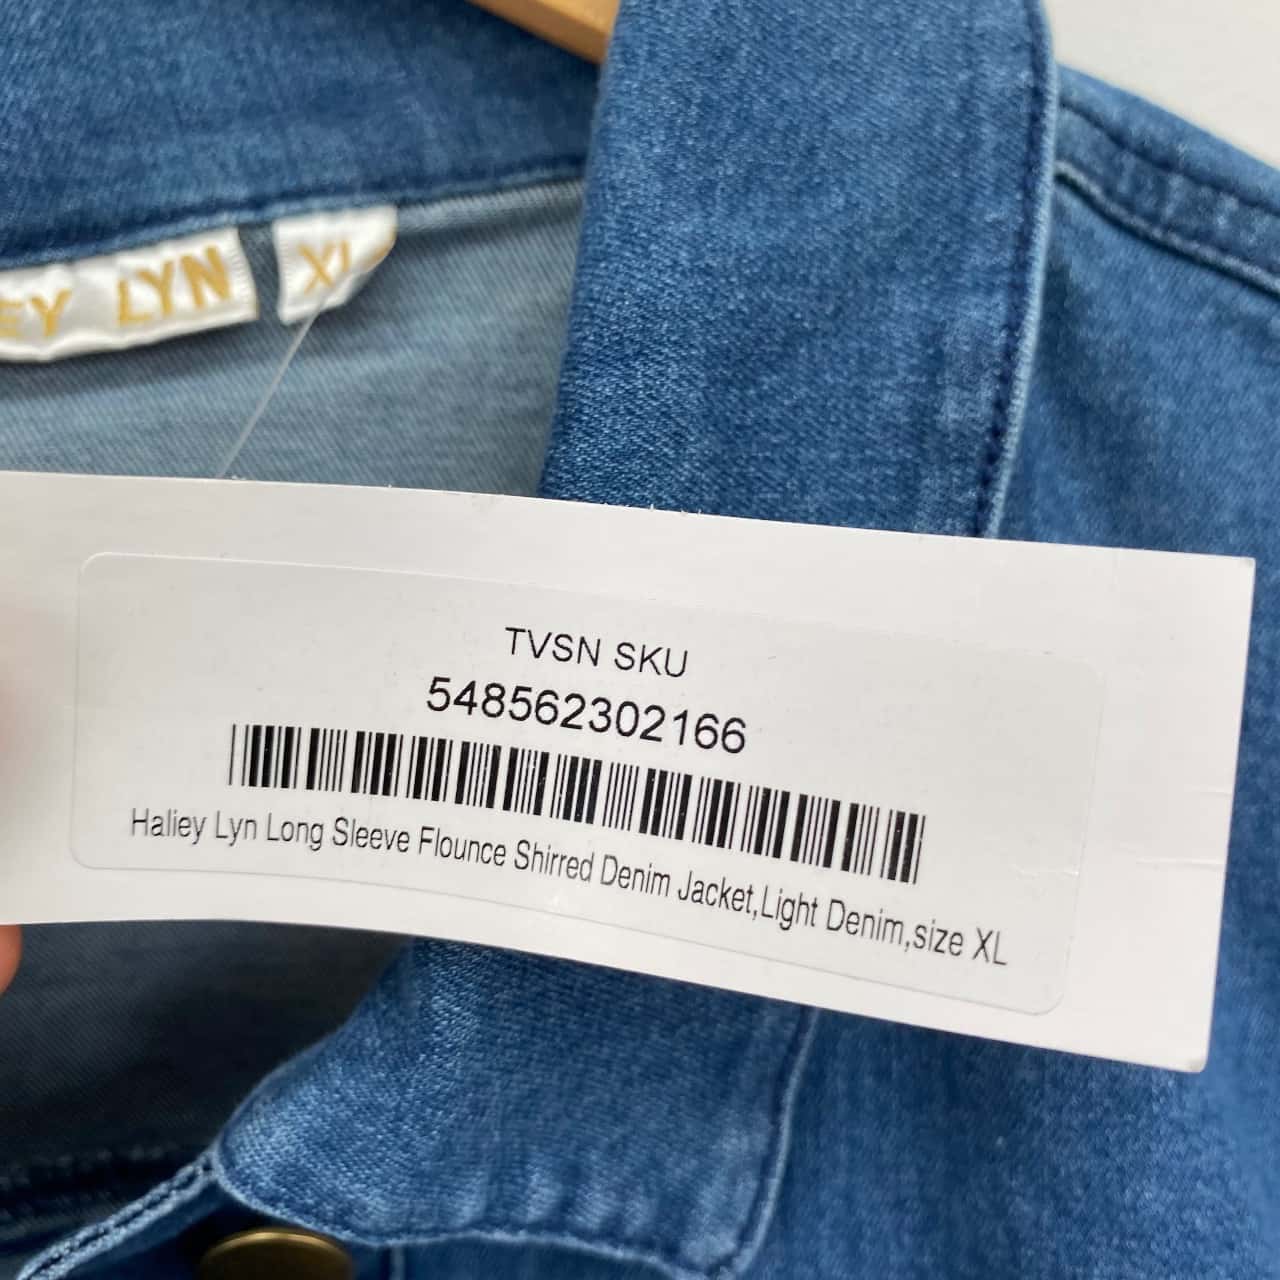 EY LYN
XL
TVSN SKU
548562302166
Haliey Lyn Long Sleeve Flounce Shirred Denim Jacket,Light Denim,size XL